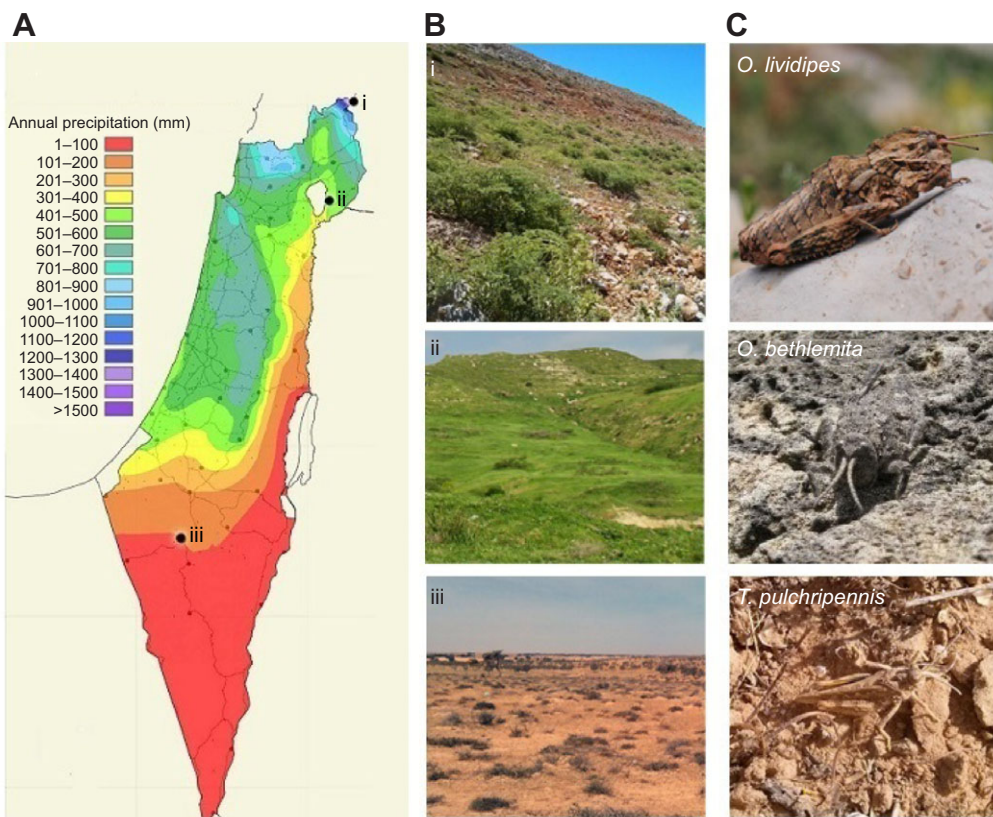 A
B
C
Annual precipitation (mm)
1–100
101–200
201–300
301–400
401–500
501–600
601–700
701–800
801–900
901–1000
1000–1100
1100–1200
1200–1300
1300–1400
1400–1500
>1500
i
ii
iii
i
ii
iii
O. lividipes
O. bethlemita
T. pulchripennis